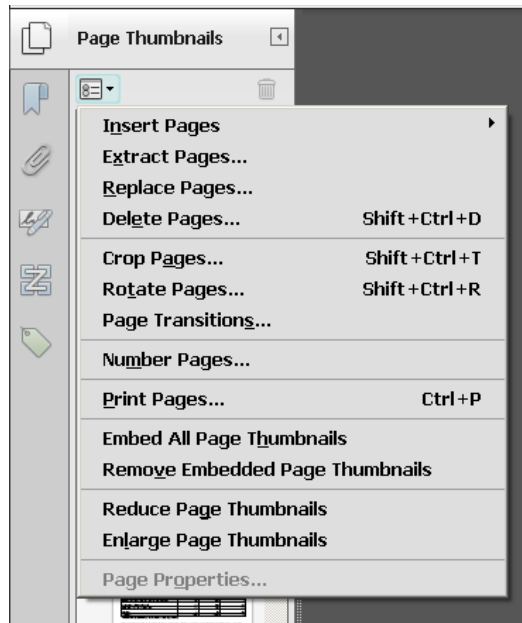 Page Thumbnails
Insert Pages
Extract Pages...
Replace Pages...
Delete Pages... Shift+Ctrl+D
Crop Pages... Shift+Ctrl+T
Rotate Pages... Shift+Ctrl+R
Page Transitions...
Number Pages...
Print Pages... Ctrl+P
Embed All Page Thumbnails
Remove Embedded Page Thumbnails
Reduce Page Thumbnails
Enlarge Page Thumbnails
Page Properties...